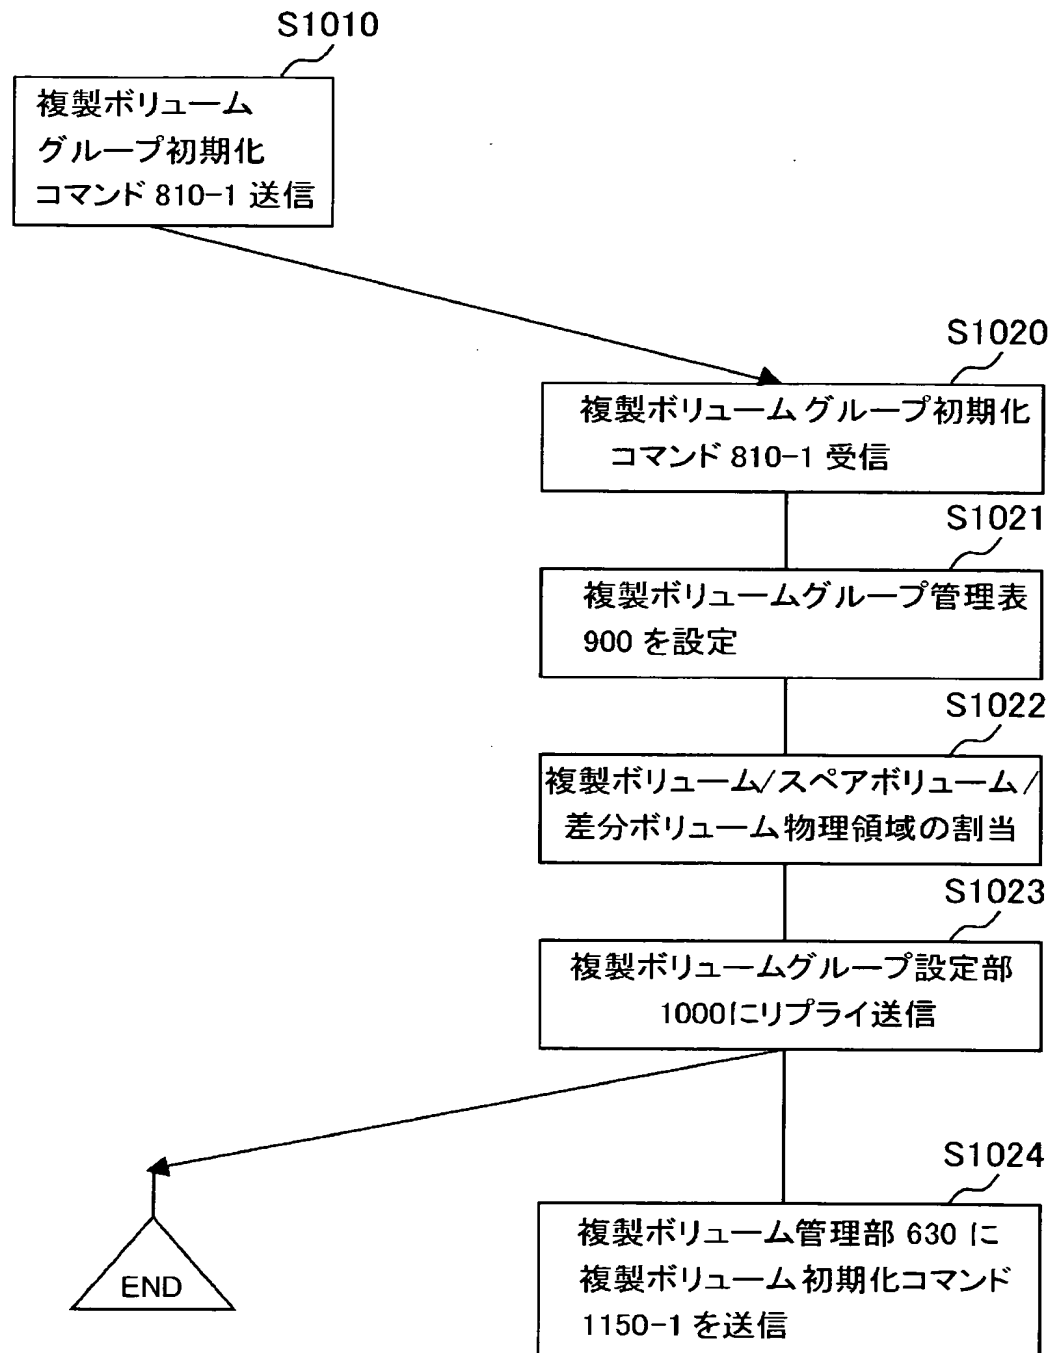 S1010
複製ボリューム
グループ初期化
コマンド 810-1 送信
S1020
複製ボリューム グループ初期化
コマンド 810-1 受信
S1021
複製ボリュームグループ管理表
900 を設定
S1022
複製ボリューム/スペアボリューム/
差分ボリューム物理領域の割当
S1023
複製ボリュームグループ設定部
1000にリプライ送信
END
S1024
複製ボリューム管理部 630 に
複製ボリューム初期化コマンド
1150-1 を送信